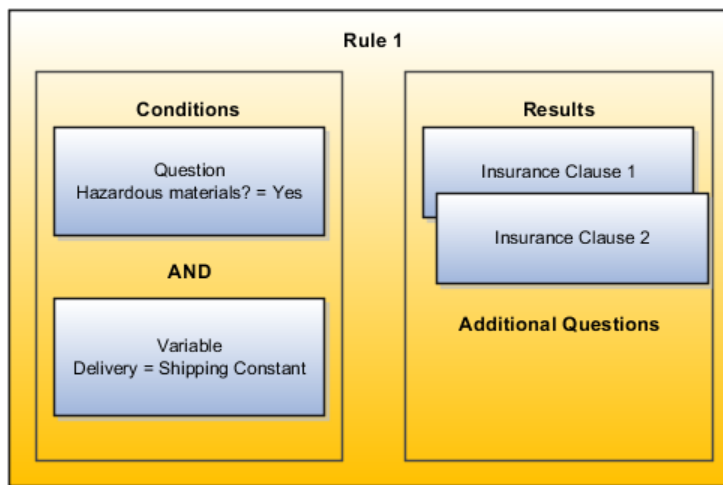 Rule 1
Conditions
Question
Hazardous materials? = Yes
AND
Variable
Delivery = Shipping Constant
Results
Insurance Clause 1
Insurance Clause 2
Additional Questions